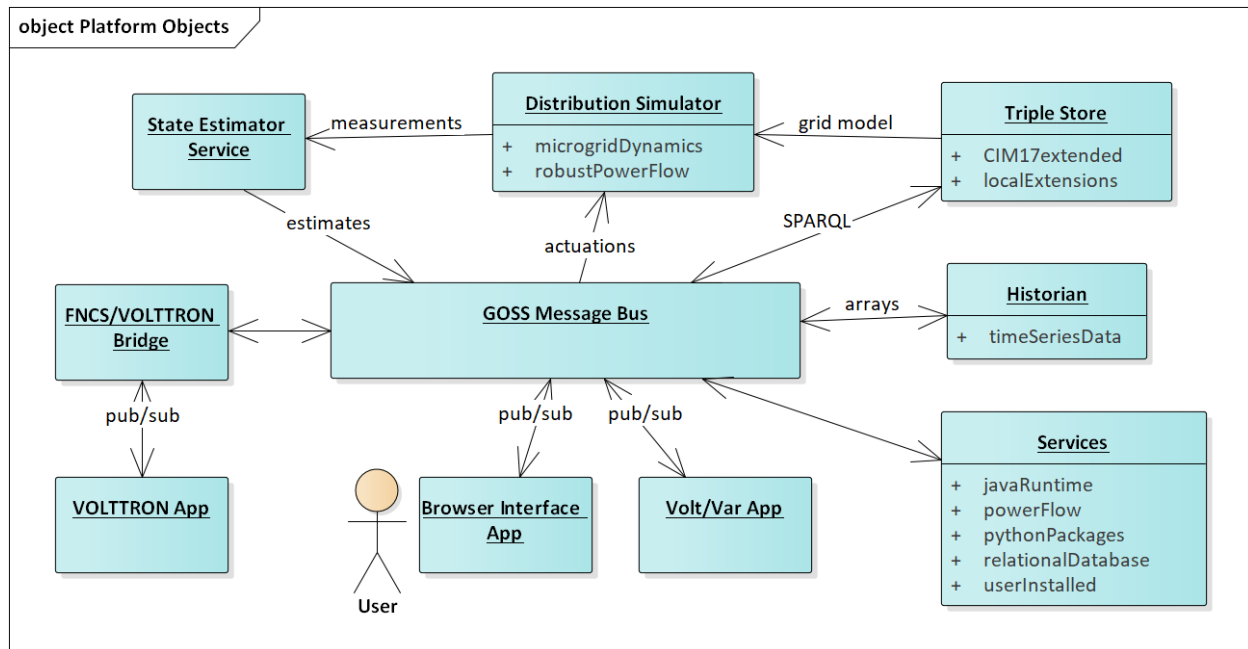 object Platform Objects
State Estimator
Service
measurements
Distribution Simulator
+ microgridDynamics
+ robustPowerFlow
grid model
Triple Store
+ CIM17extended
+ localExtensions
estimates
actuations
SPARQL
FNCS/VOLTTRON
Bridge
GOSS Message Bus
arrays
Historian
+ timeSeriesData
pub/sub
pub/sub
pub/sub
VOLTTRON App
User
Browser Interface
App
Volt/Var App
Services
+ javaRuntime
+ powerFlow
+ pythonPackages
+ relationalDatabase
+ userInstalled